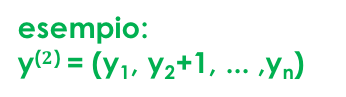 esempio:
y⁽²⁾ = (y₁, y₂+1, ... ,yₙ)